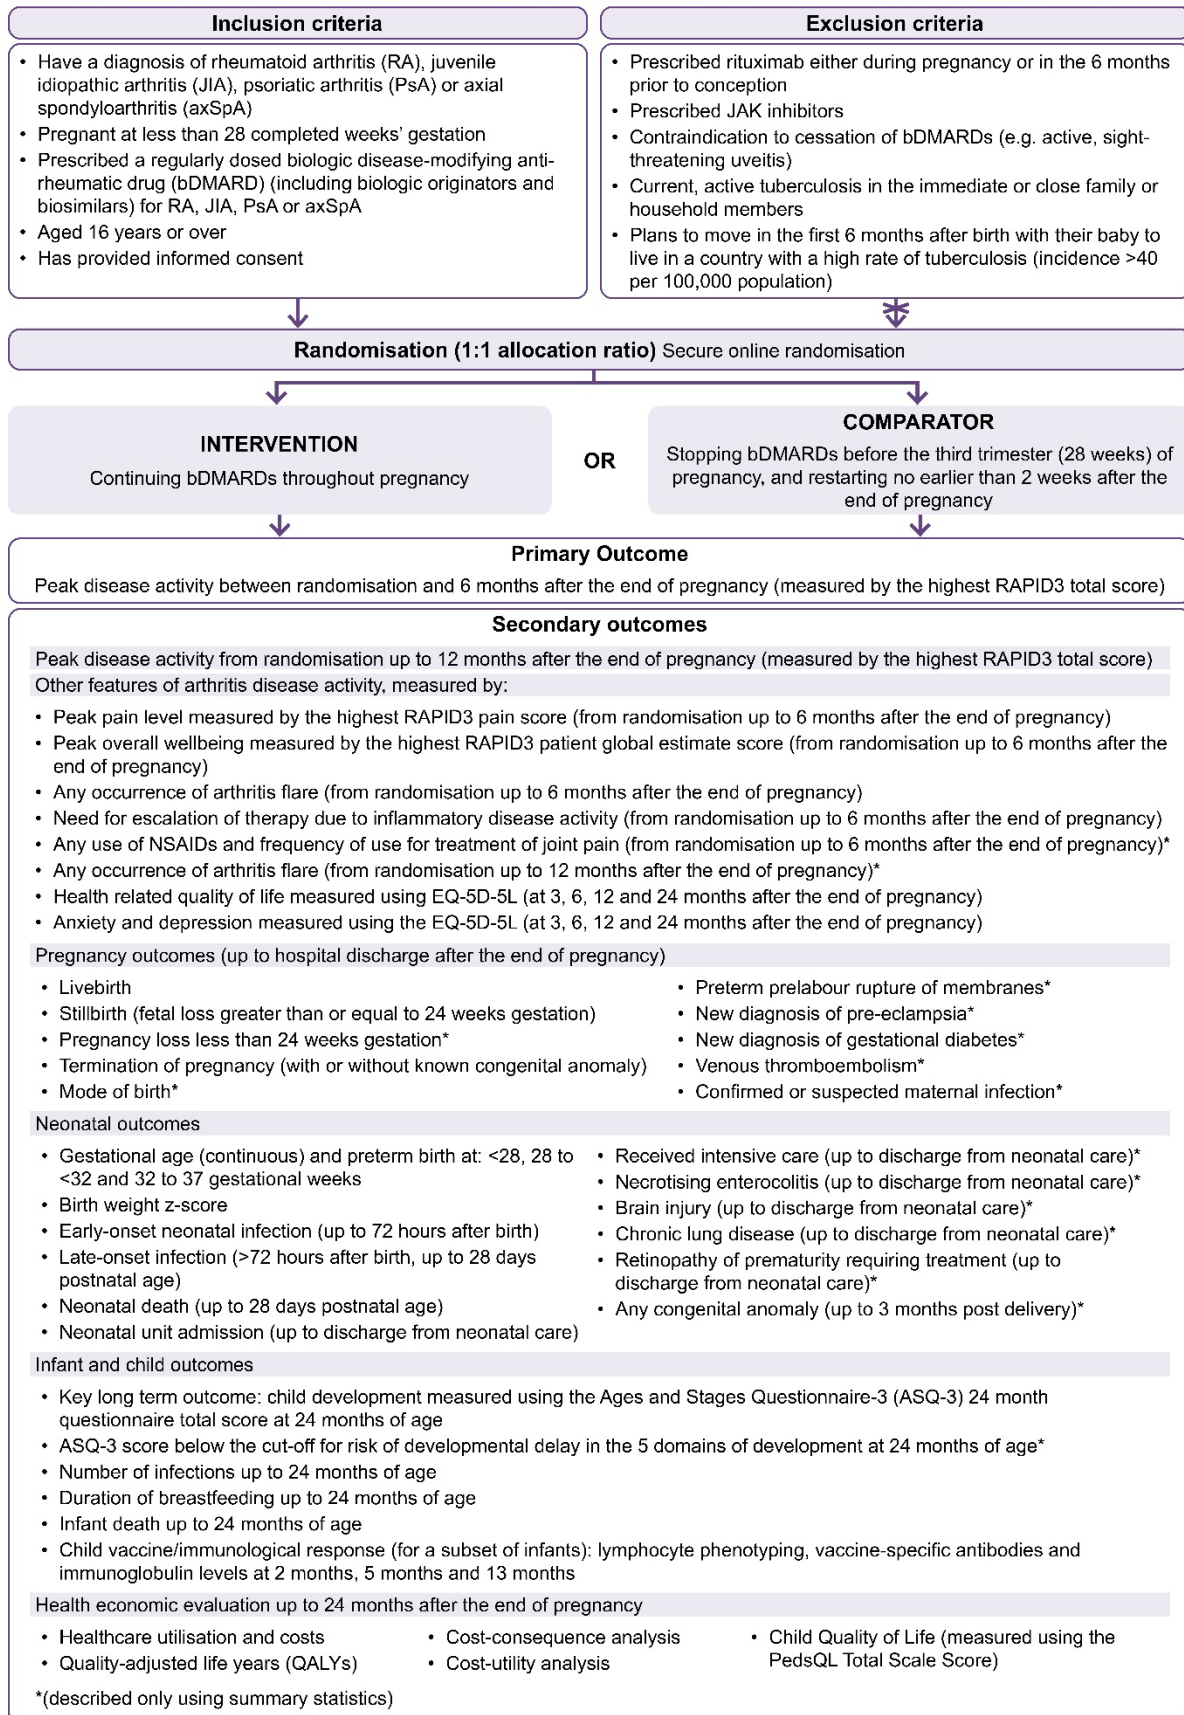 Inclusion criteria
• Have a diagnosis of rheumatoid arthritis (RA), juvenile
idiopathic arthritis (JIA), psoriatic arthritis (PsA) or axial
spondyloarthritis (axSpA)
• Pregnant at less than 28 completed weeks' gestation
• Prescribed a regularly dosed biologic disease-modifying anti-
rheumatic drug (bDMARD) (including biologic originators and
biosimilars) for RA, JIA, PsA or axSpA
• Aged 16 years or over
• Has provided informed consent
Exclusion criteria
• Prescribed rituximab either during pregnancy or in the 6 months
prior to conception
• Prescribed JAK inhibitors
• Contraindication to cessation of bDMARDs (e.g. active, sight-
threatening uveitis)
• Current, active tuberculosis in the immediate or close family or
household members
• Plans to move in the first 6 months after birth with their baby to
live in a country with a high rate of tuberculosis (incidence >40
per 100,000 population)
Randomisation (1:1 allocation ratio) Secure online randomisation
INTERVENTION
Continuing bDMARDs throughout pregnancy
OR
COMPARATOR
Stopping bDMARDs before the third trimester (28 weeks) of
pregnancy, and restarting no earlier than 2 weeks after the
end of pregnancy
Primary Outcome
Peak disease activity between randomisation and 6 months after the end of pregnancy (measured by the highest RAPID3 total score)
Secondary outcomes
Peak disease activity from randomisation up to 12 months after the end of pregnancy (measured by the highest RAPID3 total score)
Other features of arthritis disease activity, measured by:
• Peak pain level measured by the highest RAPID3 pain score (from randomisation up to 6 months after the end of pregnancy)
• Peak overall wellbeing measured by the highest RAPID3 patient global estimate score (from randomisation up to 6 months after the
end of pregnancy)
• Any occurrence of arthritis flare (from randomisation up to 6 months after the end of pregnancy)
• Need for escalation of therapy due to inflammatory disease activity (from randomisation up to 6 months after the end of pregnancy)
• Any use of NSAIDs and frequency of use for treatment of joint pain (from randomisation up to 6 months after the end of pregnancy)*
• Any occurrence of arthritis flare (from randomisation up to 12 months after the end of pregnancy)*
• Health related quality of life measured using EQ-5D-5L (at 3, 6, 12 and 24 months after the end of pregnancy)
• Anxiety and depression measured using the EQ-5D-5L (at 3, 6, 12 and 24 months after the end of pregnancy)
Pregnancy outcomes (up to hospital discharge after the end of pregnancy)
• Livebirth
• Stillbirth (fetal loss greater than or equal to 24 weeks gestation)
• Pregnancy loss less than 24 weeks gestation*
• Termination of pregnancy (with or without known congenital anomaly)
• Mode of birth*
• Preterm prelabour rupture of membranes*
• New diagnosis of pre-eclampsia*
• New diagnosis of gestational diabetes*
• Venous thromboembolism*
• Confirmed or suspected maternal infection*
Neonatal outcomes
• Gestational age (continuous) and preterm birth at: <28, 28 to
<32 and 32 to 37 gestational weeks
• Birth weight z-score
• Early-onset neonatal infection (up to 72 hours after birth)
• Late-onset infection (>72 hours after birth, up to 28 days
postnatal age)
• Neonatal death (up to 28 days postnatal age)
• Neonatal unit admission (up to discharge from neonatal care)
• Received intensive care (up to discharge from neonatal care)*
• Necrotising enterocolitis (up to discharge from neonatal care)*
• Brain injury (up to discharge from neonatal care)*
• Chronic lung disease (up to discharge from neonatal care)*
• Retinopathy of prematurity requiring treatment (up to
discharge from neonatal care)*
• Any congenital anomaly (up to 3 months post delivery)*
Infant and child outcomes
• Key long term outcome: child development measured using the Ages and Stages Questionnaire-3 (ASQ-3) 24 month
questionnaire total score at 24 months of age
• ASQ-3 score below the cut-off for risk of developmental delay in the 5 domains of development at 24 months of age*
• Number of infections up to 24 months of age
• Duration of breastfeeding up to 24 months of age
• Infant death up to 24 months of age
• Child vaccine/immunological response (for a subset of infants): lymphocyte phenotyping, vaccine-specific antibodies and
immunoglobulin levels at 2 months, 5 months and 13 months
Health economic evaluation up to 24 months after the end of pregnancy
• Healthcare utilisation and costs
• Quality-adjusted life years (QALYs)
• Cost-consequence analysis
• Cost-utility analysis
• Child Quality of Life (measured using the
PedsQL Total Scale Score)
*(described only using summary statistics)